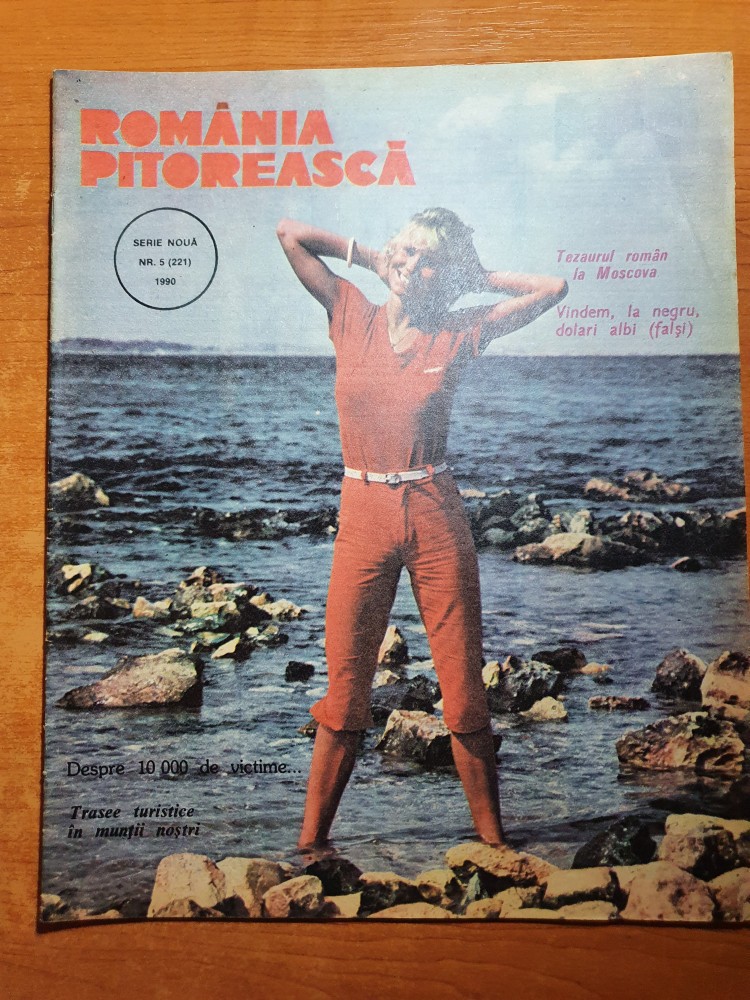 ROMÂNIA
PITOREASCĂ
SERIE NOUĂ
NR. 5 (221)
1990
Tezaurul român
la Moscova
Vindem, la negru,
dolari albi (falși)
Despre 10 000 de victime...
Trasee turistice
în munții noștri